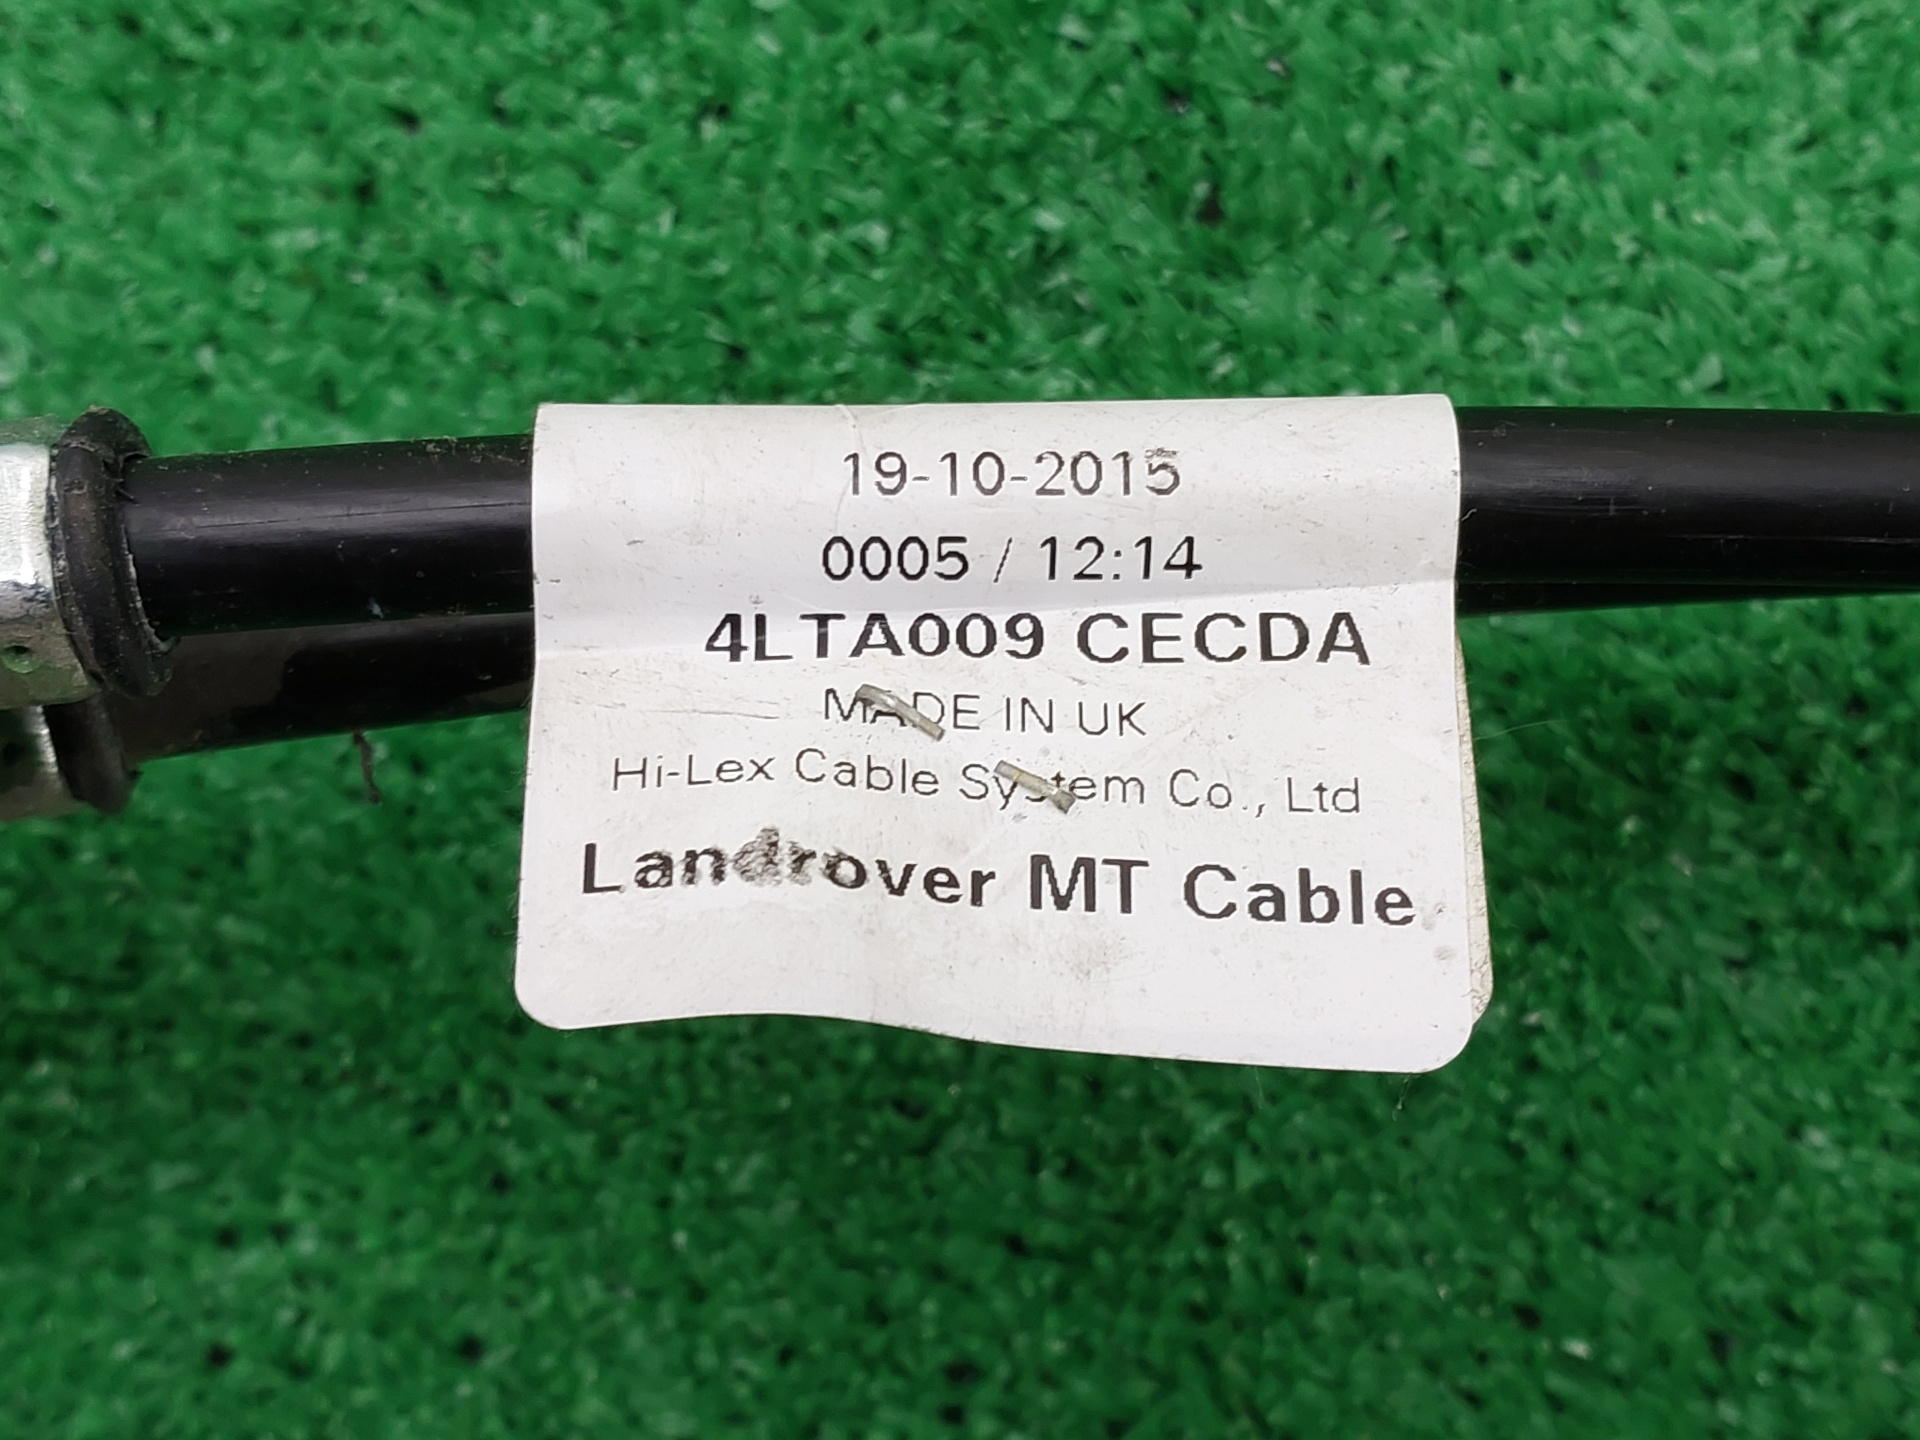 19-10-2015
0005 / 12:14
4LTA009 CECDA
MADE IN UK
Hi-Lex Cable System Co., Ltd
Landrover MT Cable